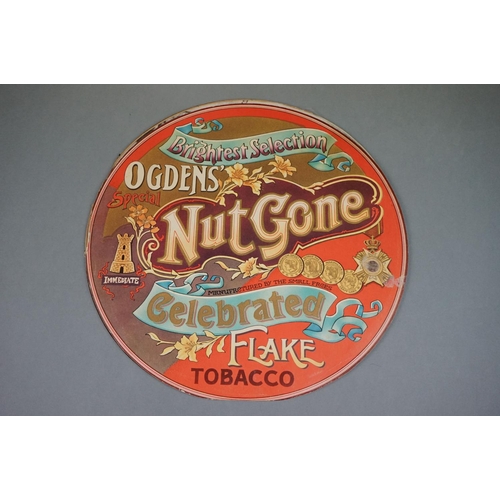 Brightest Selection
OGDENS'
Special
Nut Gone
IMMEDIATE
MANUFACTURED BY THE SMALL FACES
Celebrated
FLAKE
TOBACCO